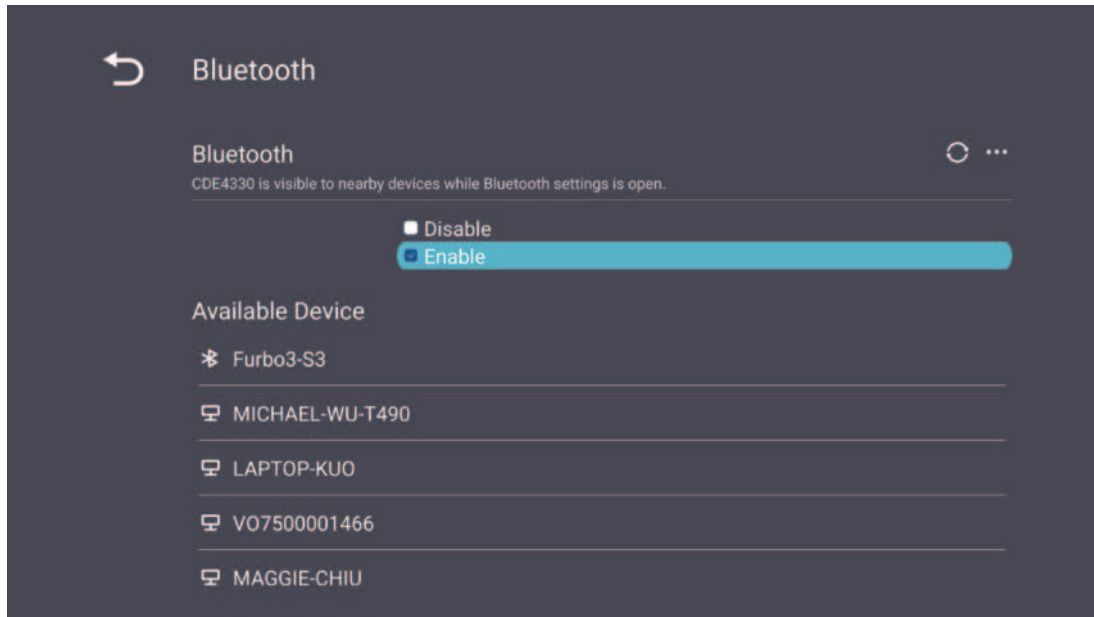 Bluetooth
Bluetooth
CDE4330 is visible to nearby devices while Bluetooth settings is open.
Disable
Enable
Available Device
Furbo3-S3
MICHAEL-WU-T490
LAPTOP-KUO
VO7500001466
MAGGIE-CHIU